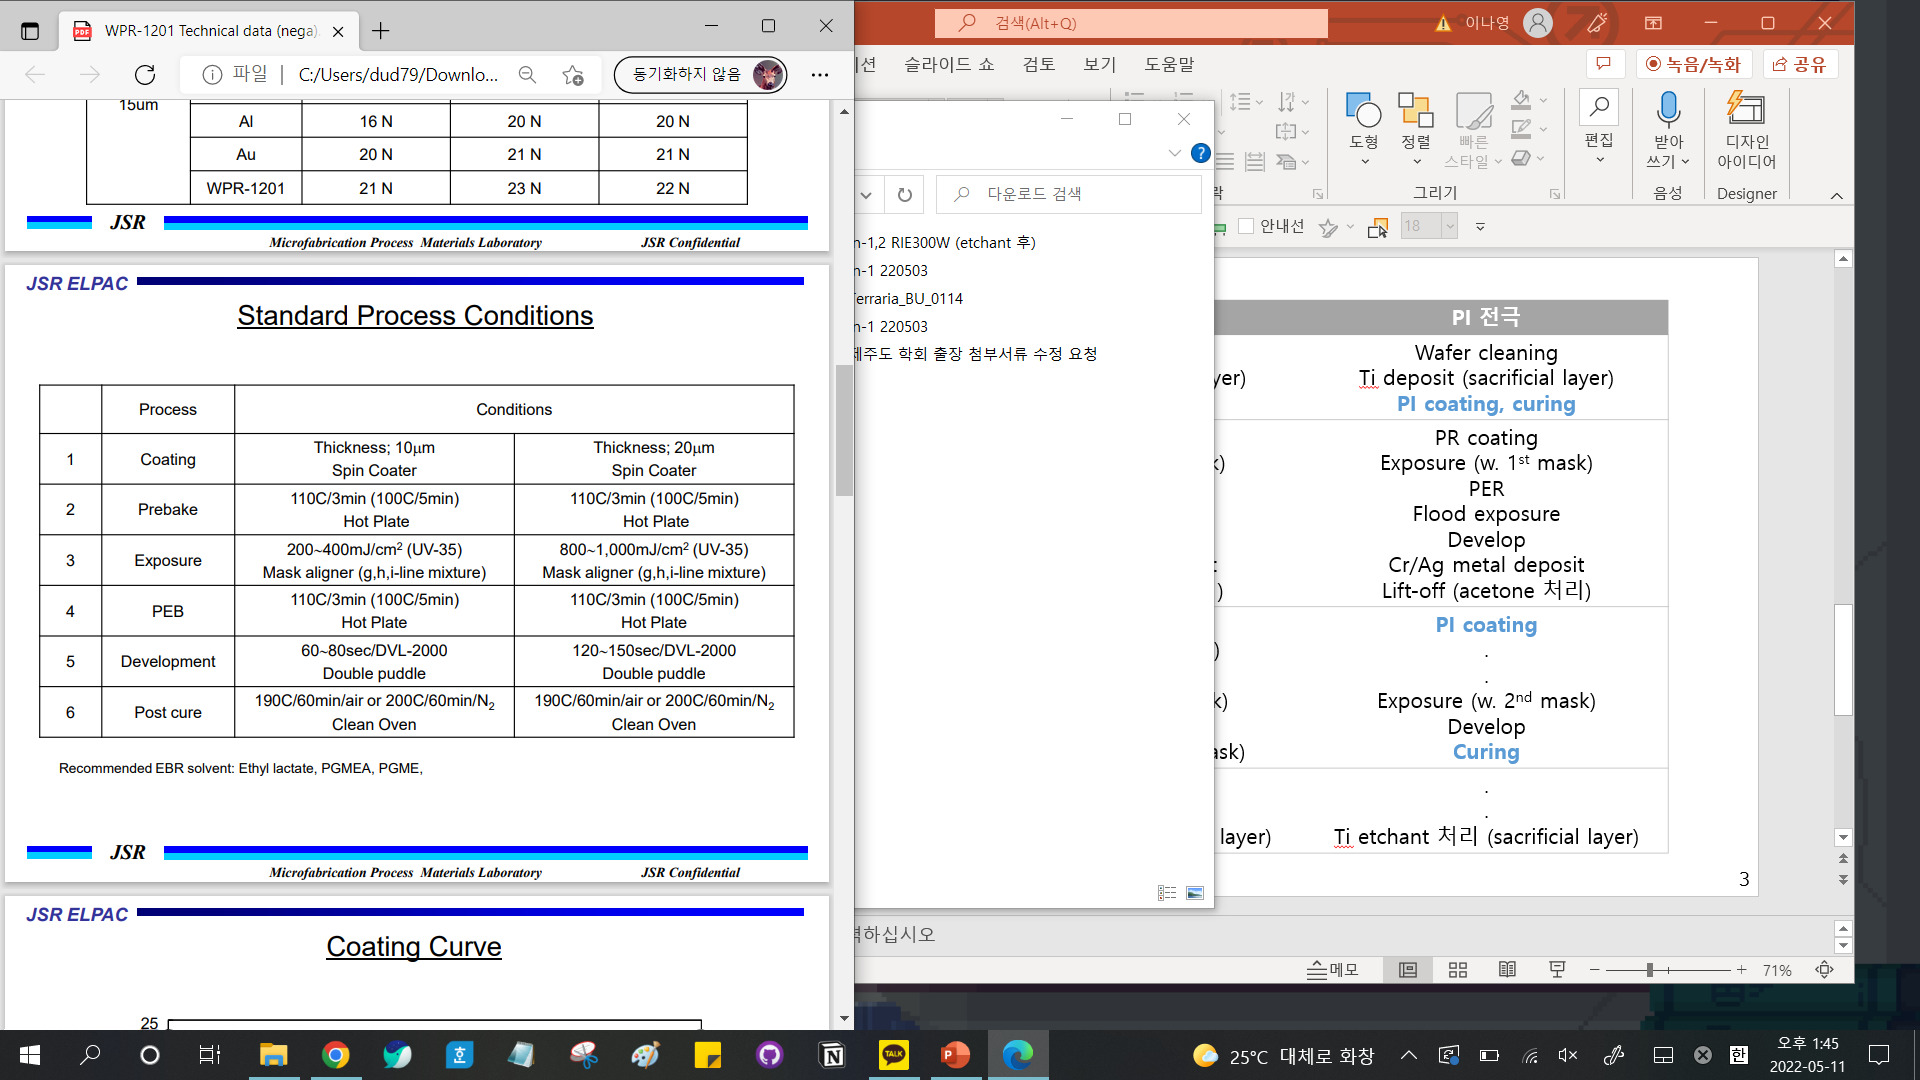 WPR-1201 Technical data (nega).
파일
C:/Users/dud79/Downlo...
동기화하지 않음
15um
Al 16 N 20 N 20 N
Au 20 N 21 N 21 N
WPR-1201 21 N 23 N 22 N
JSR
Microfabrication Process Materials Laboratory JSR Confidential
JSR ELPAC
Standard Process Conditions
Process Conditions
1 Coating Thickness; 10μm Spin Coater Thickness; 20μm Spin Coater
2 Prebake 110C/3min (100C/5min) Hot Plate 110C/3min (100C/5min) Hot Plate
3 Exposure 200~400mJ/cm² (UV-35) Mask aligner (g,h,i-line mixture) 800~1,000mJ/cm² (UV-35) Mask aligner (g,h,i-line mixture)
4 PEB 110C/3min (100C/5min) Hot Plate 110C/3min (100C/5min) Hot Plate
5 Development 60~80sec/DVL-2000 Double puddle 120~150sec/DVL-2000 Double puddle
6 Post cure 190C/60min/air or 200C/60min/N₂ Clean Oven 190C/60min/air or 200C/60min/N₂ Clean Oven
Recommended EBR solvent: Ethyl lactate, PGMEA, PGME,
JSR
Microfabrication Process Materials Laboratory JSR Confidential
JSR ELPAC
Coating Curve
25
검색(Alt+Q)
이나영
션 슬라이드 쇼 검토 보기 도움말
녹음/녹화
공유
도형
정렬
빠른 스타일
편집
받아 쓰기
디자인 아이디어
락
그리기
음성
Designer
안내선
18
다운로드 검색
n-1,2 RIE300W (etchant 후)
n-1 220503
ferraria_BU_0114
n-1 220503
제주도 학회 출장 첨부서류 수정 요청
PI 전극
Wafer cleaning
yer) Ti deposit (sacrificial layer)
PI coating, curing
PR coating
k) Exposure (w. 1st mask)
PER
Flood exposure
Develop
Cr/Ag metal deposit
) Lift-off (acetone 처리)
PI coating
) .
.
k) Exposure (w. 2nd mask)
Develop
ask) Curing
.
.
layer) Ti etchant 처리 (sacrificial layer)
3
력하십시오
메모
71%
TALK
25°C 대체로 화창
한
오후 1:45
2022-05-11